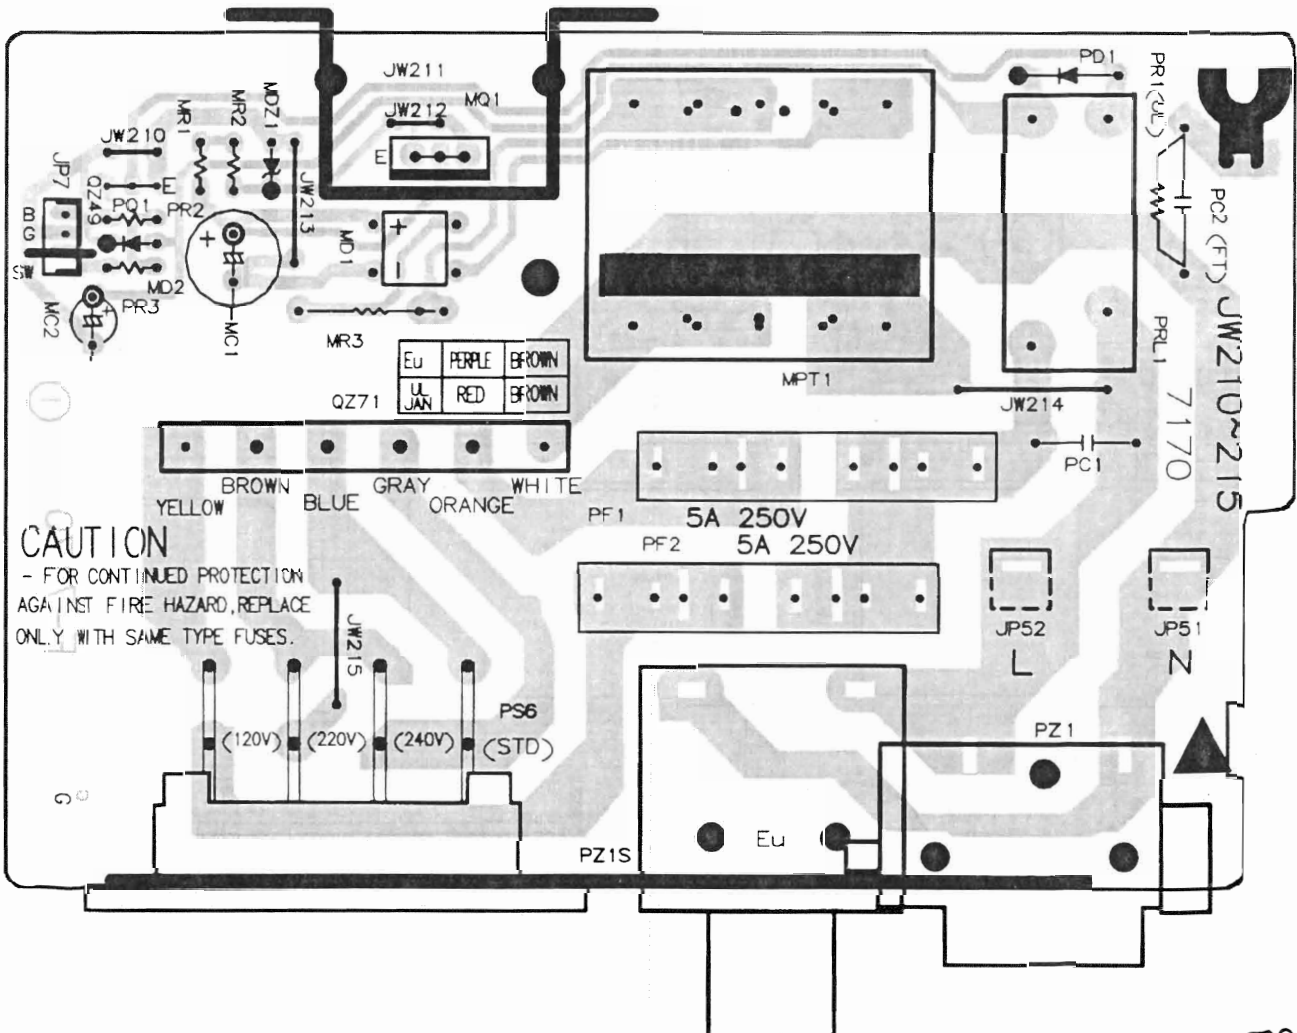 JW211
JW212
MQ1
E
PD1
PR1(UL)
PC2 (FT)
MR1
MR2
MDZ1
JW210
JP7
QZ49
E
PQ1
PR2
B
G
SW
MD2
PR3
MC2
MC1
JW213
MD1
+
−
MR3
Eu PERPLE BROWN
UL JAN RED BROWN
QZ71
MPT1
PRL1
JW214
PC1
7170
JW210~215
YELLOW
BROWN
BLUE
GRAY
ORANGE
WHITE
PF1
5A 250V
PF2
5A 250V
CAUTION
- FOR CONTINUED PROTECTION
AGAINST FIRE HAZARD, REPLACE
ONLY WITH SAME TYPE FUSES.
JW215
JP52
L
JP51
N
PS6
(120V) (220V) (240V) (STD)
PZ1
PZ1S
Eu
G